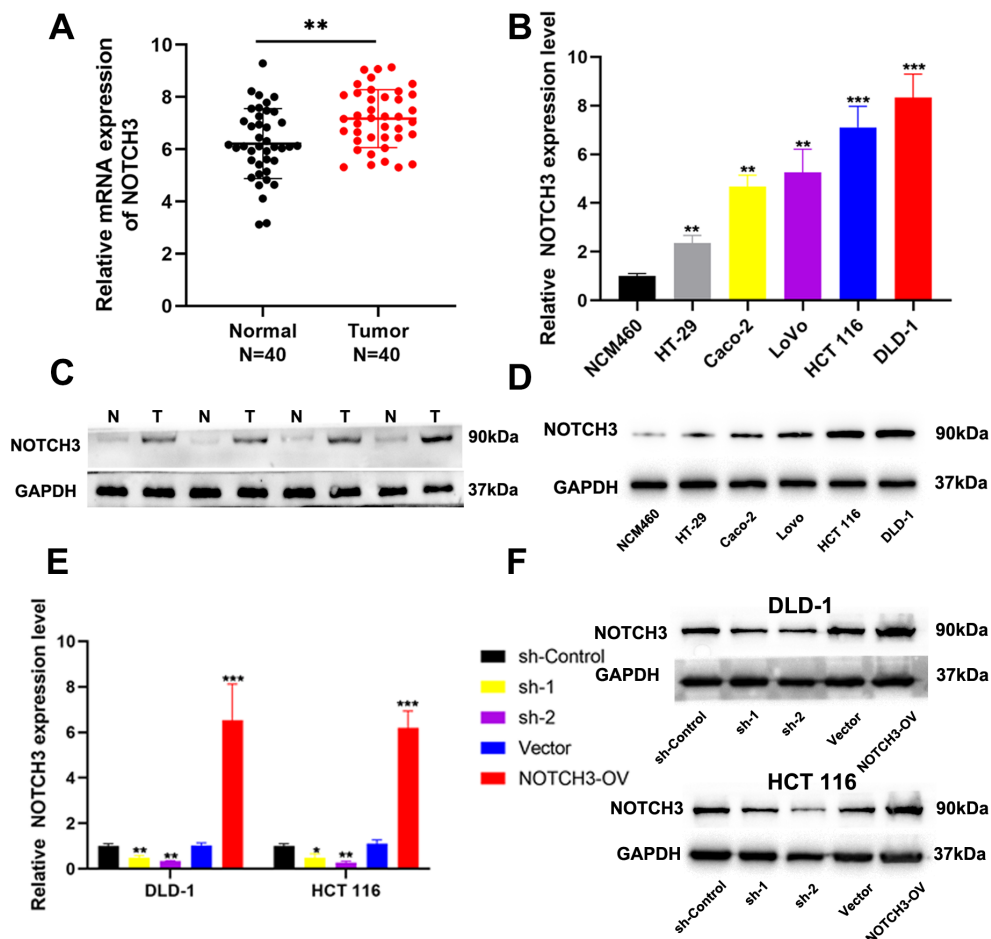 A
**
Relative mRNA expression
of NOTCH3
10
8
6
4
2
0
Normal
N=40
Tumor
N=40
B
Relative NOTCH3 expression level
10
8
6
4
2
0
**
**
**
***
***
NCM460
HT-29
Caco-2
LoVo
HCT 116
DLD-1
C
N T N T N T N T
NOTCH3 90kDa
GAPDH 37kDa
D
NOTCH3 90kDa
GAPDH 37kDa
NCM460
HT-29
Caco-2
Lovo
HCT 116
DLD-1
E
Relative NOTCH3 expression level
10
8
6
4
2
0
** ** ***
* ** ***
DLD-1 HCT 116
sh-Control
sh-1
sh-2
Vector
NOTCH3-OV
F
DLD-1
NOTCH3 90kDa
GAPDH 37kDa
sh-Control
sh-1
sh-2
Vector
NOTCH3-OV
HCT 116
NOTCH3 90kDa
GAPDH 37kDa
sh-Control
sh-1
sh-2
Vector
NOTCH3-OV